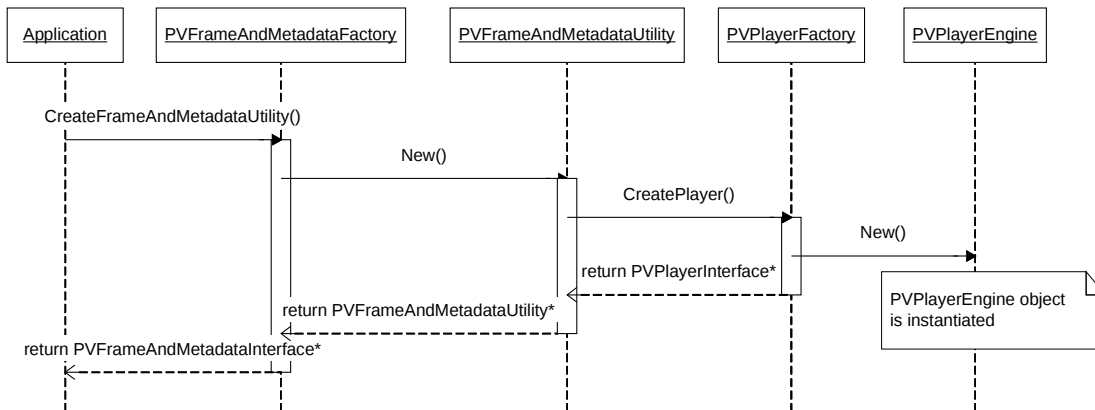 Application
PVFrameAndMetadataFactory
PVFrameAndMetadataUtility
PVPlayerFactory
PVPlayerEngine
CreateFrameAndMetadataUtility()
New()
CreatePlayer()
New()
return PVPlayerInterface*
PVPlayerEngine object
is instantiated
return PVFrameAndMetadataUtility*
return PVFrameAndMetadataInterface*